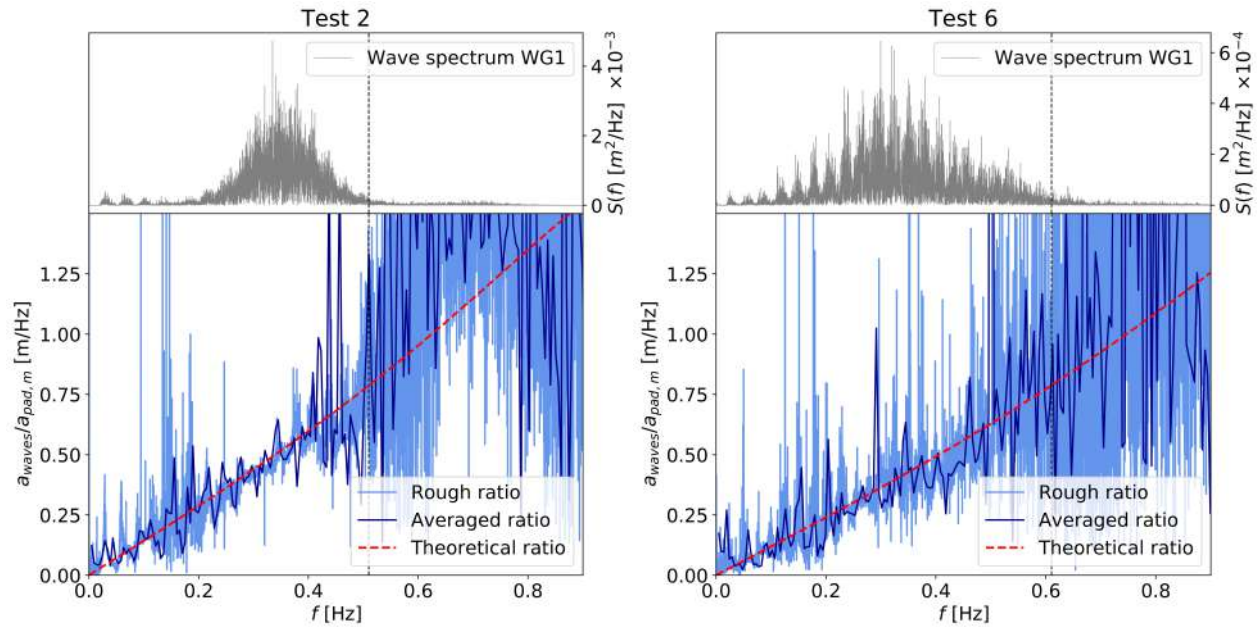 Test 2
Test 6
Wave spectrum WG1
Wave spectrum WG1
4
2
0
S(f) [m²/Hz] ×10⁻³
6
4
2
0
S(f) [m²/Hz] ×10⁻⁴
1.25
1.00
0.75
0.50
0.25
0.00
a_waves/a_pad, m [m/Hz]
Rough ratio
Averaged ratio
Theoretical ratio
0.0 0.2 0.4 0.6 0.8
f [Hz]
1.25
1.00
0.75
0.50
0.25
0.00
a_waves/a_pad, m [m/Hz]
Rough ratio
Averaged ratio
Theoretical ratio
0.0 0.2 0.4 0.6 0.8
f [Hz]